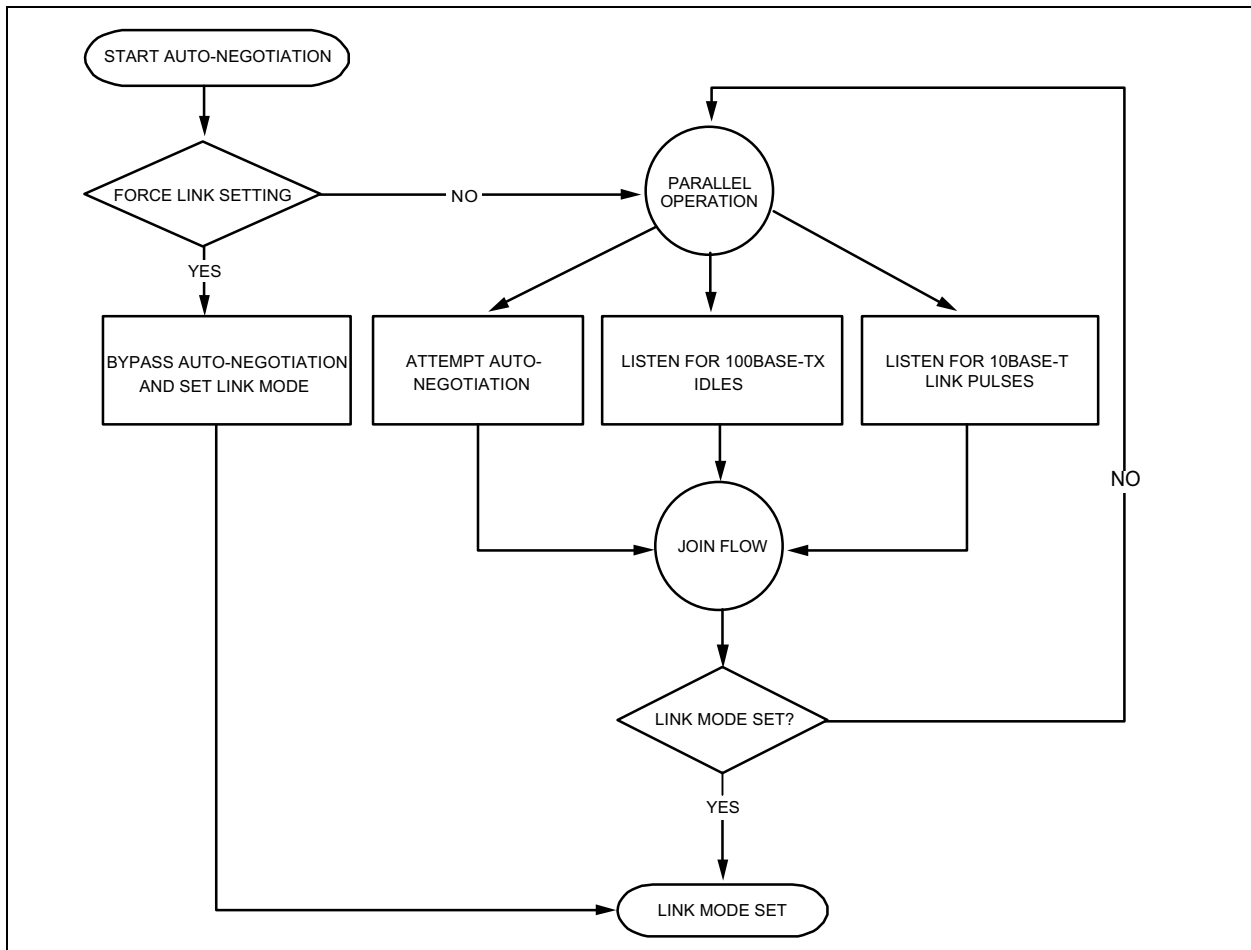 START AUTO-NEGOTIATION
FORCE LINK SETTING
NO
PARALLEL
OPERATION
YES
BYPASS AUTO-NEGOTIATION
AND SET LINK MODE
ATTEMPT AUTO-
NEGOTIATION
LISTEN FOR 100BASE-TX
IDLES
LISTEN FOR 10BASE-T
LINK PULSES
NO
JOIN FLOW
LINK MODE SET?
YES
LINK MODE SET